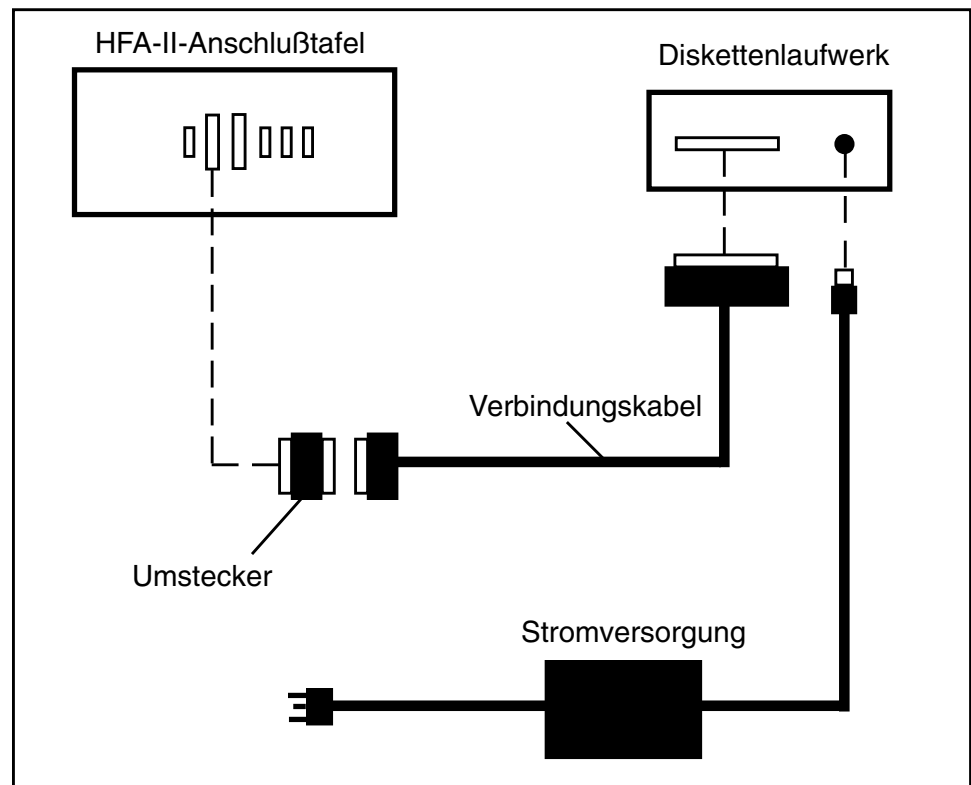 HFA-II-Anschlußtafel
Diskettenlaufwerk
Verbindungskabel
Umstecker
Stromversorgung